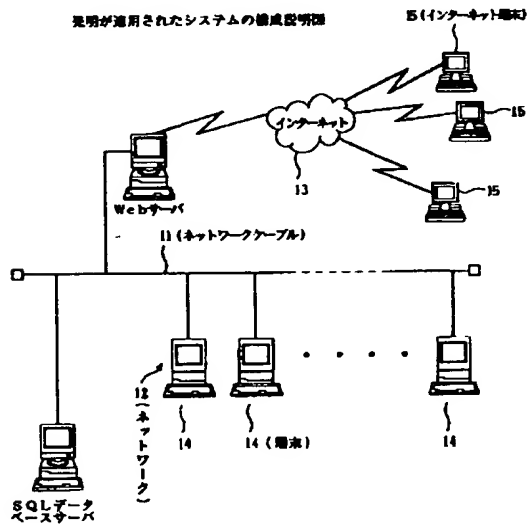 発明が適用されたシステムの構成説明図
15(インターネット端末)
インターネット
15
13
15
Webサーバ
11(ネットワークケーブル)
12(ネットワーク)
14
14(端末)
14
SQLデータ
ベースサーバ